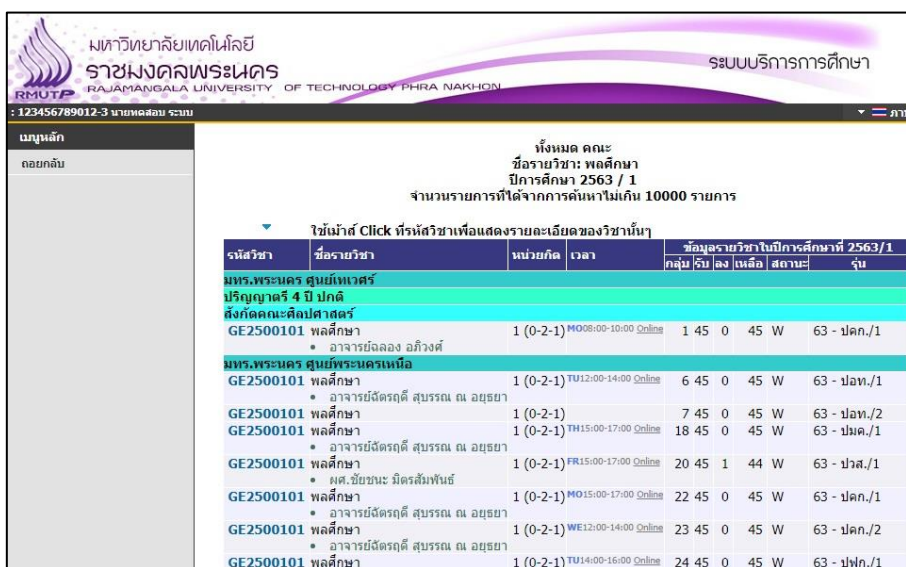 มหาวิทยาลัยเทคโนโลยี
ราชมงคลพระนคร
RAJAMANGALA UNIVERSITY OF TECHNOLOGY PHRA NAKHON
RMUTP
ระบบบริการการศึกษา
: 123456789012-3 นายทดสอบ ระบบ
เมนูหลัก
ถอยกลับ
ทั้งหมด คณะ
ชื่อรายวิชา: พลศึกษา
ปีการศึกษา 2563 / 1
จำนวนรายการที่ได้จากการค้นหาไม่เกิน 10000 รายการ
ใช้เม้าส์ Click ที่รหัสวิชาเพื่อแสดงรายละเอียดของวิชานั้นๆ
รหัสวิชา ชื่อรายวิชา หน่วยกิต เวลา ข้อมูลรายวิชาในปีการศึกษาที่ 2563/1
กลุ่ม รับ ลง เหลือ สถานะ รุ่น
มทร.พระนคร ศูนย์เทเวศร์
ปริญญาตรี 4 ปี ปกติ
สังกัดคณะศิลปศาสตร์
GE2500101 พลศึกษา 1 (0-2-1) MO08:00-10:00 Online 1 45 0 45 W 63 - ปคก./1
• อาจารย์ฉลอง อภิวงศ์
มทร.พระนคร ศูนย์พระนครเหนือ
GE2500101 พลศึกษา 1 (0-2-1) TU12:00-14:00 Online 6 45 0 45 W 63 - ปอท./1
• อาจารย์ฉัตรฤดี สุบรรณ ณ อยุธยา
GE2500101 พลศึกษา 1 (0-2-1) 7 45 0 45 W 63 - ปอท./2
GE2500101 พลศึกษา 1 (0-2-1) TH15:00-17:00 Online 18 45 0 45 W 63 - ปมค./1
• อาจารย์ฉัตรฤดี สุบรรณ ณ อยุธยา
GE2500101 พลศึกษา 1 (0-2-1) FR15:00-17:00 Online 20 45 1 44 W 63 - ปวส./1
• ผศ.ชัยชนะ มิตรสัมพันธ์
GE2500101 พลศึกษา 1 (0-2-1) MO15:00-17:00 Online 22 45 0 45 W 63 - ปคก./1
• อาจารย์ฉัตรฤดี สุบรรณ ณ อยุธยา
GE2500101 พลศึกษา 1 (0-2-1) WE12:00-14:00 Online 23 45 0 45 W 63 - ปคก./2
• อาจารย์ฉัตรฤดี สุบรรณ ณ อยุธยา
GE2500101 พลศึกษา 1 (0-2-1) TU14:00-16:00 Online 24 45 0 45 W 63 - ปฟก./1